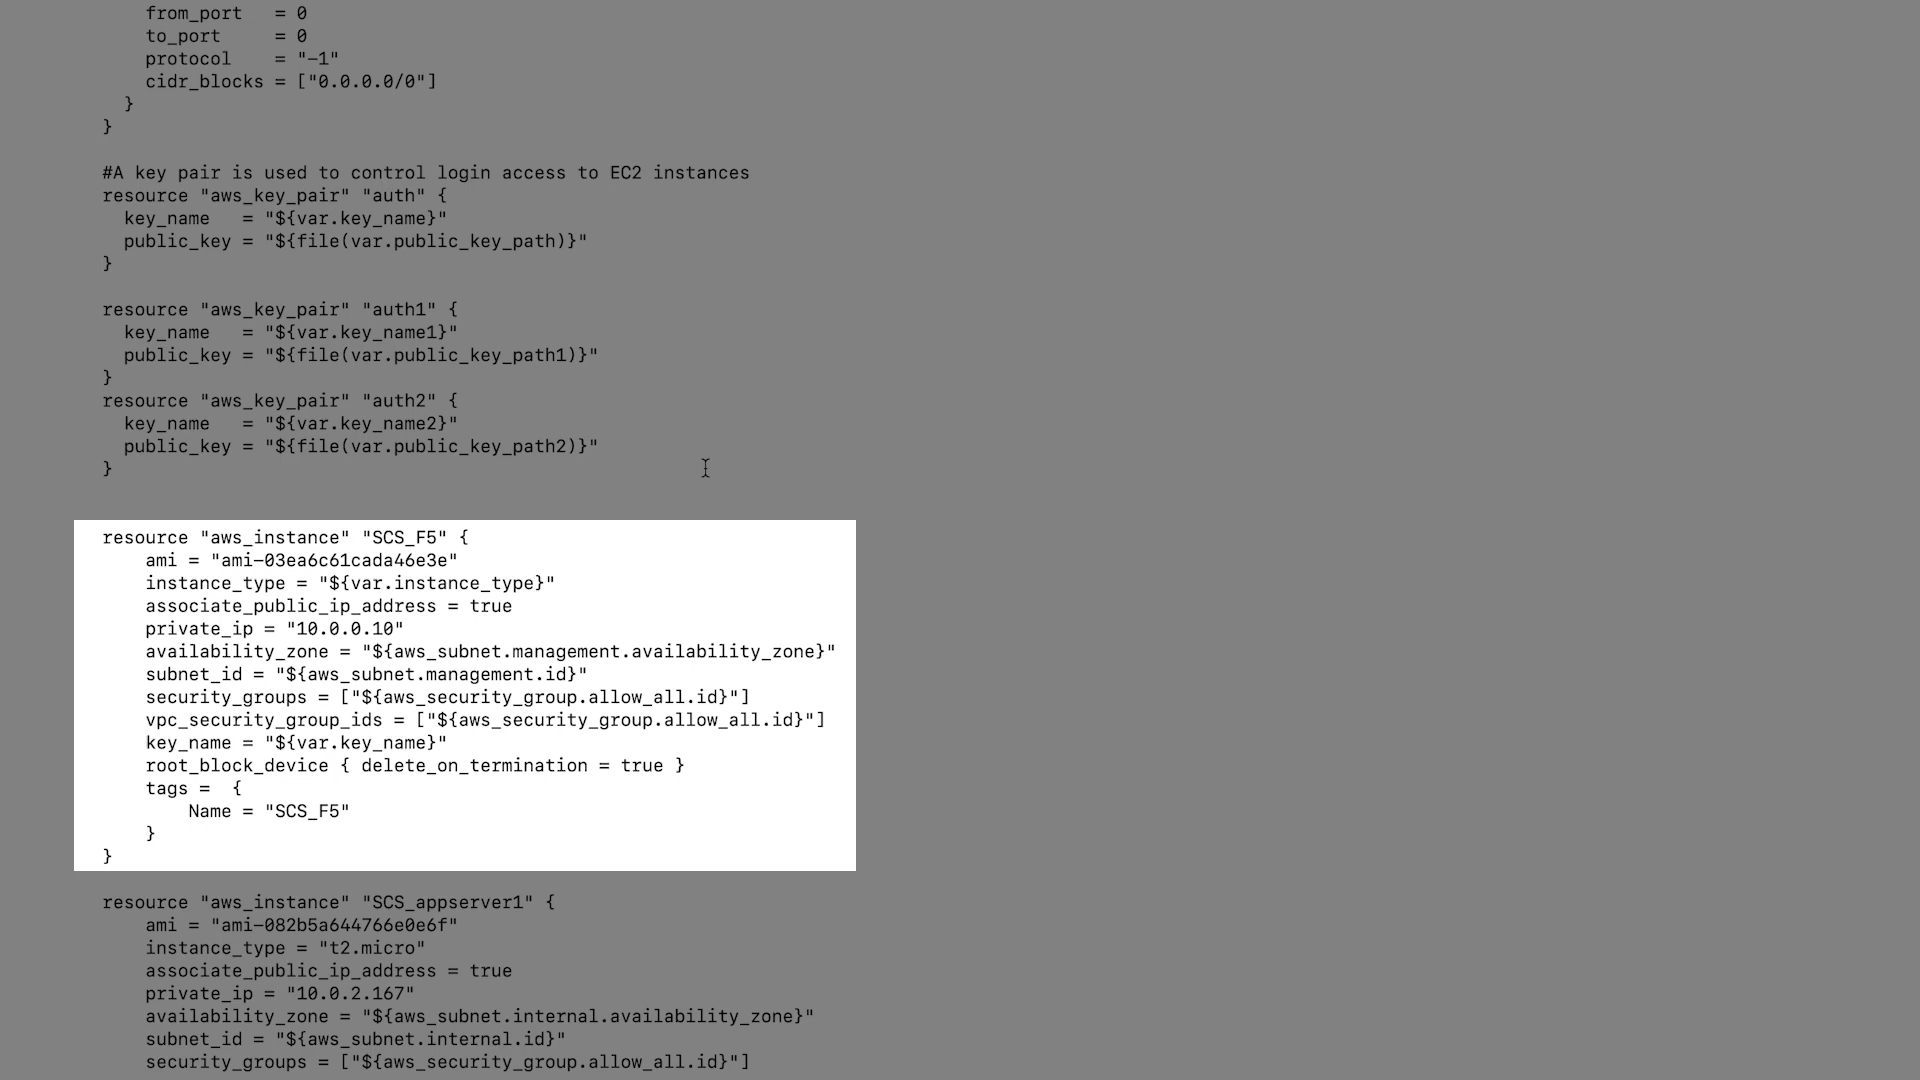 from_port   = 0
to_port     = 0
protocol    = "-1"
cidr_blocks = ["0.0.0.0/0"]
}
}
#A key pair is used to control login access to EC2 instances
resource "aws_key_pair" "auth" {
key_name   = "${var.key_name}"
public_key = "${file(var.public_key_path)}"
}
resource "aws_key_pair" "auth1" {
key_name   = "${var.key_name1}"
public_key = "${file(var.public_key_path1)}"
}
resource "aws_key_pair" "auth2" {
key_name   = "${var.key_name2}"
public_key = "${file(var.public_key_path2)}"
}
resource "aws_instance" "SCS_F5" {
ami = "ami-03ea6c61cada46e3e"
instance_type = "${var.instance_type}"
associate_public_ip_address = true
private_ip = "10.0.0.10"
availability_zone = "${aws_subnet.management.availability_zone}"
subnet_id = "${aws_subnet.management.id}"
security_groups = ["${aws_security_group.allow_all.id}"]
vpc_security_group_ids = ["${aws_security_group.allow_all.id}"]
key_name = "${var.key_name}"
root_block_device { delete_on_termination = true }
tags =  {
Name = "SCS_F5"
}
}
resource "aws_instance" "SCS_appserver1" {
ami = "ami-082b5a644766e0e6f"
instance_type = "t2.micro"
associate_public_ip_address = true
private_ip = "10.0.2.167"
availability_zone = "${aws_subnet.internal.availability_zone}"
subnet_id = "${aws_subnet.internal.id}"
security_groups = ["${aws_security_group.allow_all.id}"]